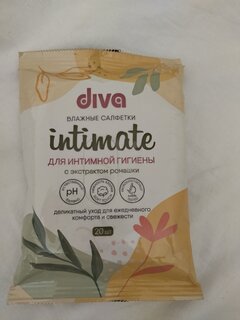 diva
ВЛАЖНЫЕ САЛФЕТКИ
intimate
ДЛЯ ИНТИМНОЙ ГИГИЕНЫ
с экстрактом ромашки
pH
деликатный уход для ежедневного
комфорта и свежести
20 шт